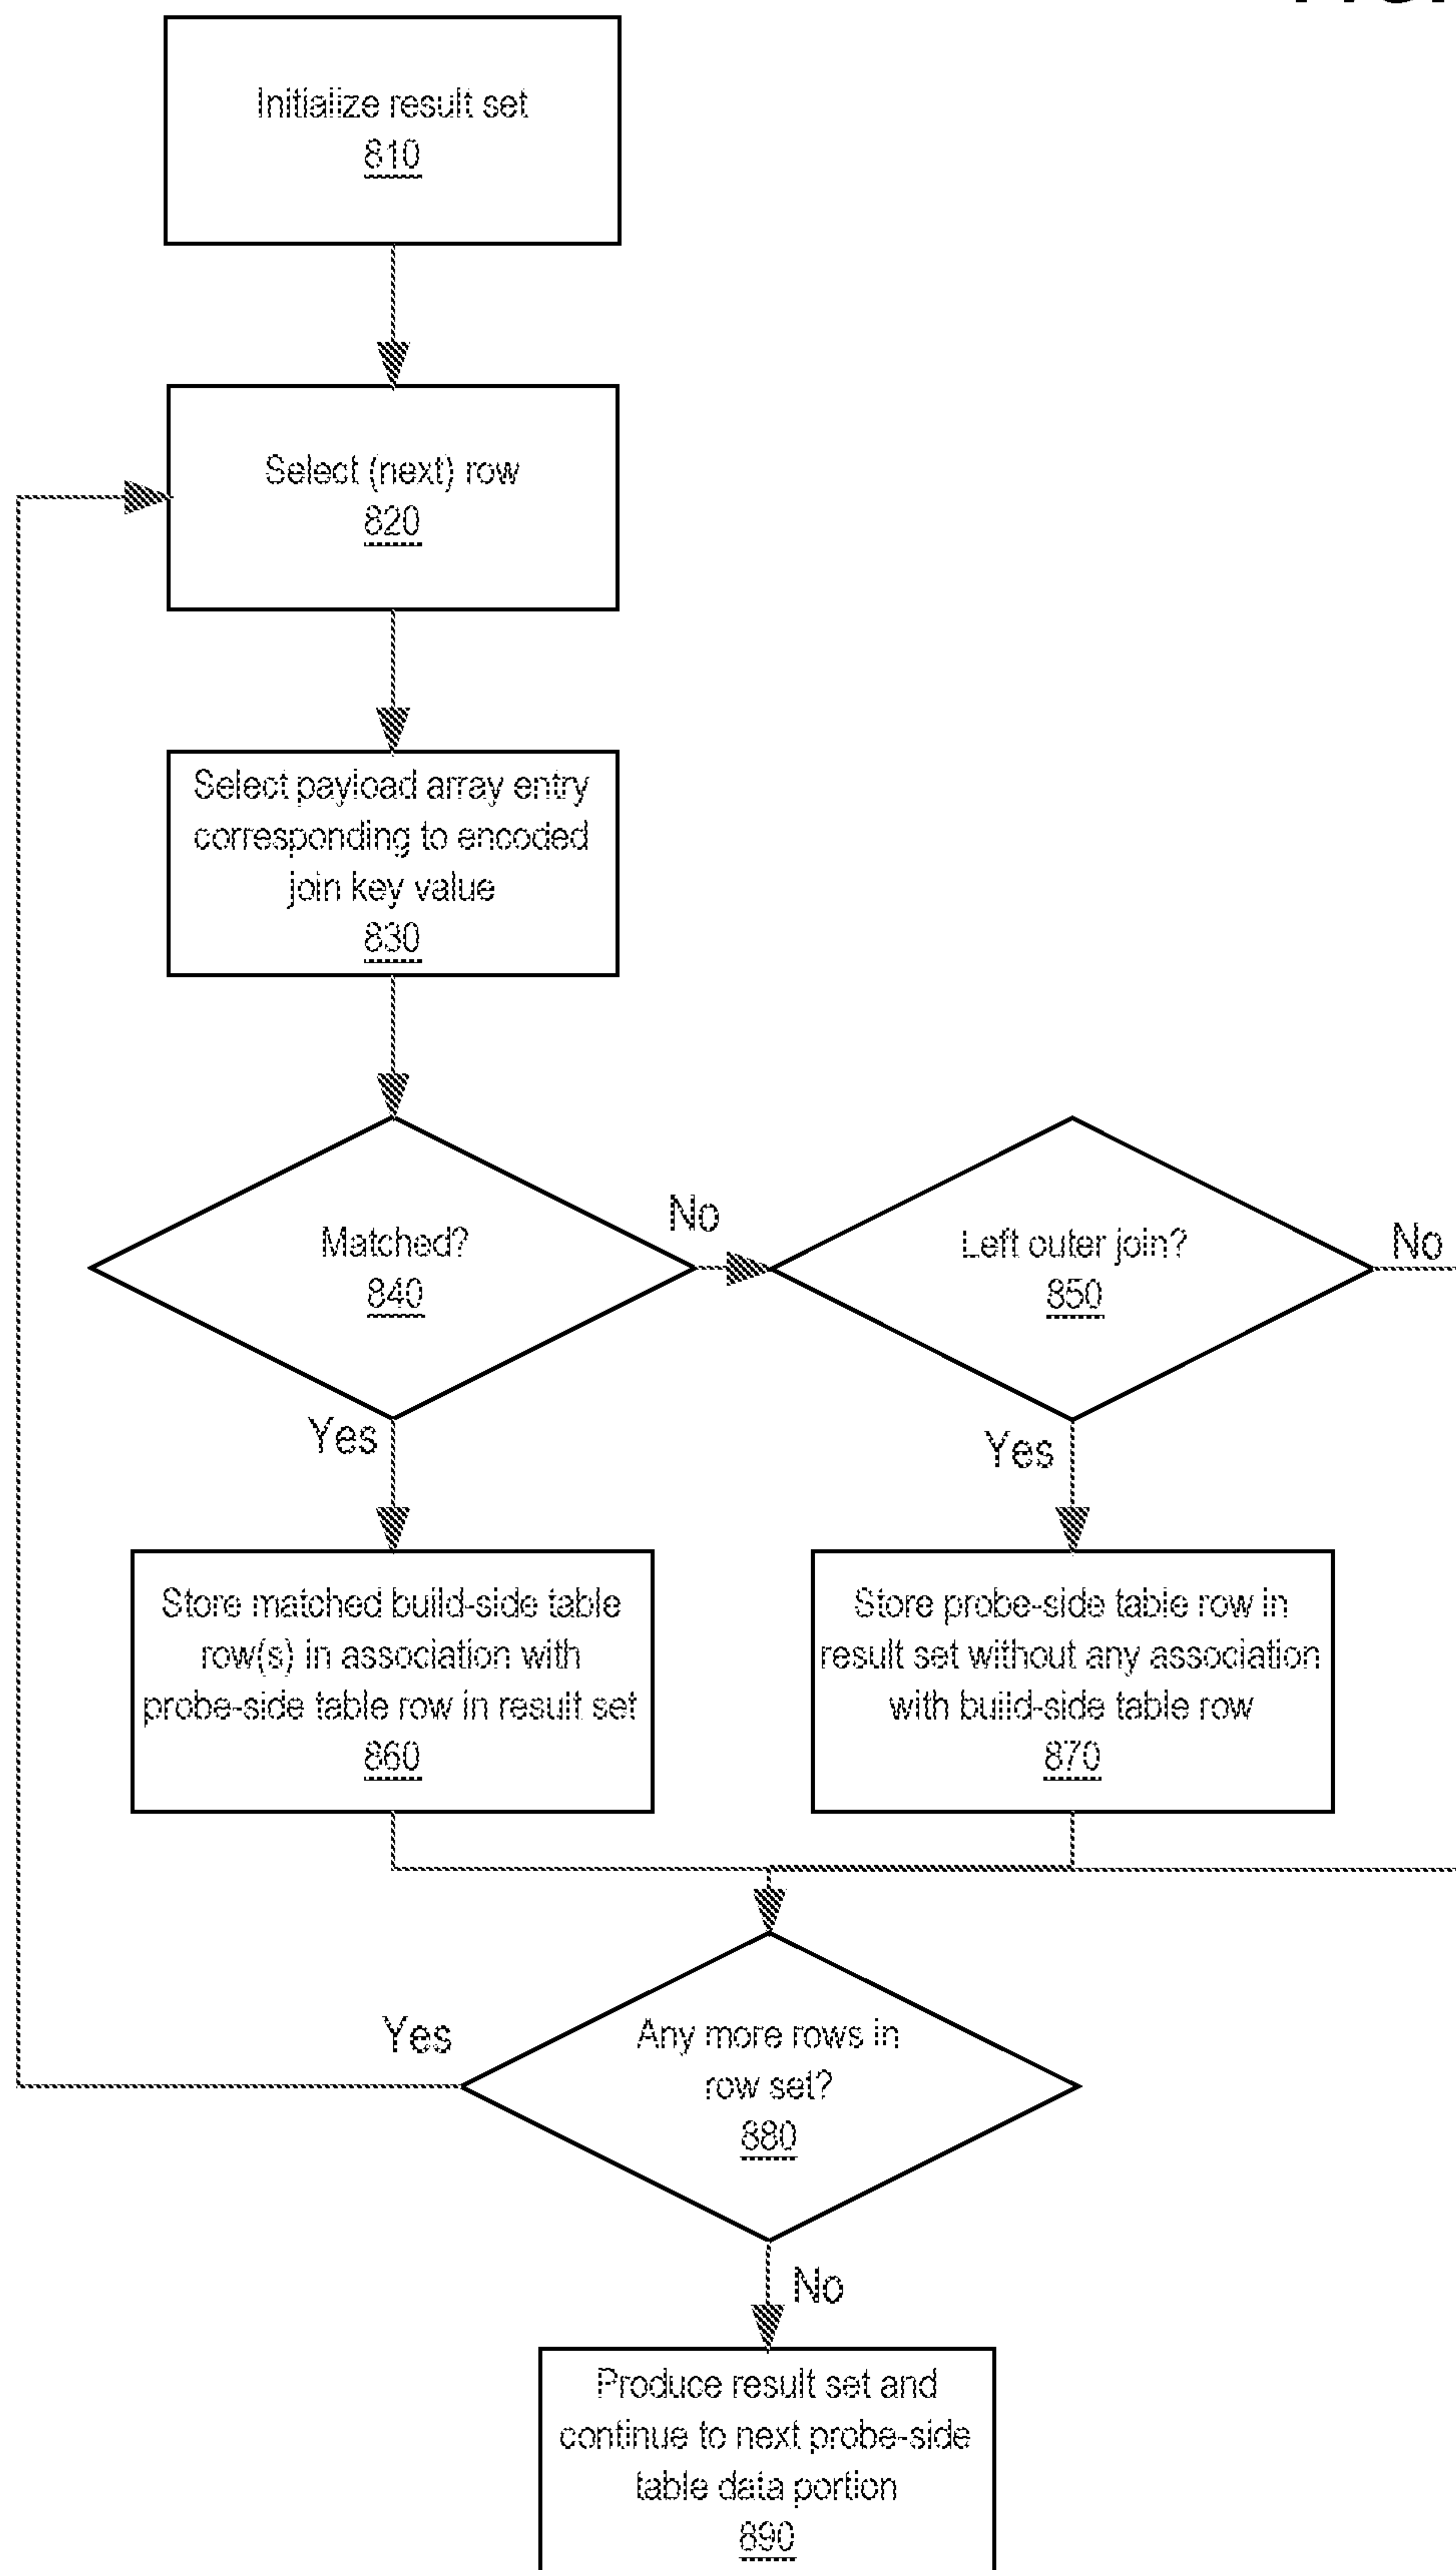 Initialize result set
810
Select (next) row
820
Select payload array entry
corresponding to encoded
join key value
830
Matched?
840
No
Left outer join?
850
No
Yes
Yes
Store matched build-side table
row(s) in association with
probe-side table row in result set
860
Store probe-side table row in
result set without any association
with build-side table row
870
Yes
Any more rows in
row set?
880
No
Produce result set and
continue to next probe-side
table data portion
890